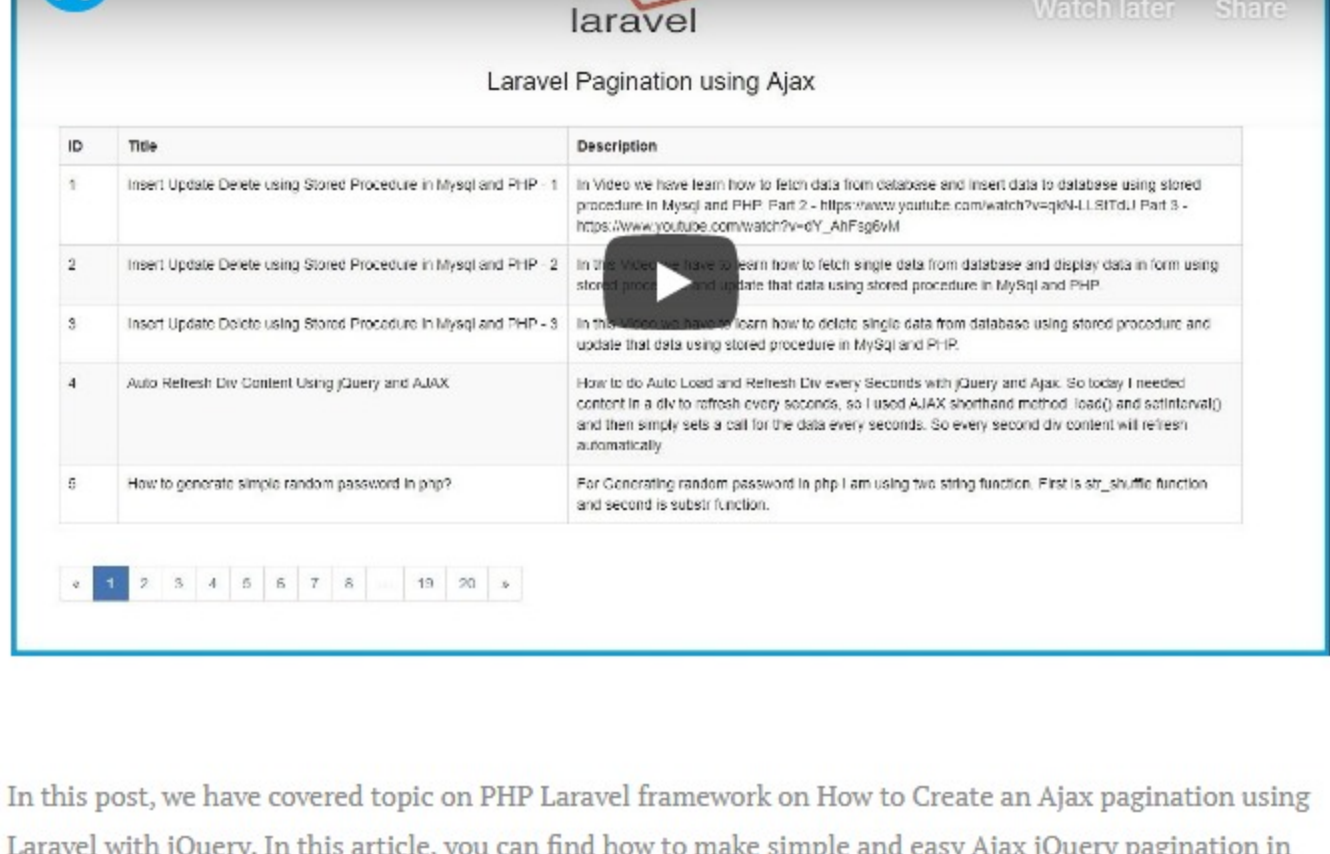 Watch later Share
laravel
Laravel Pagination using Ajax
ID Title Description
1 Insert Update Delete using Stored Procedure in Mysql and PHP - 1 In Video we have learn how to fetch data from database and insert data to database using stored
procedure in Mysql and PHP. Part 2 - https://www.youtube.com/watch?v= Part 3 -
https://www.youtube.com/watch?v=dY_AhFsg6vM
2 Insert Update Delete using Stored Procedure in Mysql and PHP - 2 In this Video we have to learn how to fetch single data from database and display data in form using
stored procedure and update that data using stored procedure in MySql and PHP.
3 Insert Update Delete using Stored Procedure in Mysql and PHP - 3 In this Video we have to learn how to delete single data from database using stored procedure and
update that data using stored procedure in MySql and PHP.
4 Auto Refresh Div Content Using jQuery and AJAX How to do Auto Load and Refresh Div every Seconds with jQuery and Ajax. So today I needed
content in a div to refresh every seconds, so I used AJAX shorthand method .load() and setInterval()
and then simply sets a call for the data every seconds. So every second div content will refresh
automatically
5 How to generate simple random password in php? For Generating random password in php I am using two string function. First is str_shuffle function
and second is substr function.
« 1 2 3 4 5 6 7 8 ... 19 20 »
In this post, we have covered topic on PHP Laravel framework on How to Create an Ajax pagination using
Laravel with jQuery. In this article, you can find how to make simple and easy Ajax jQuery pagination in